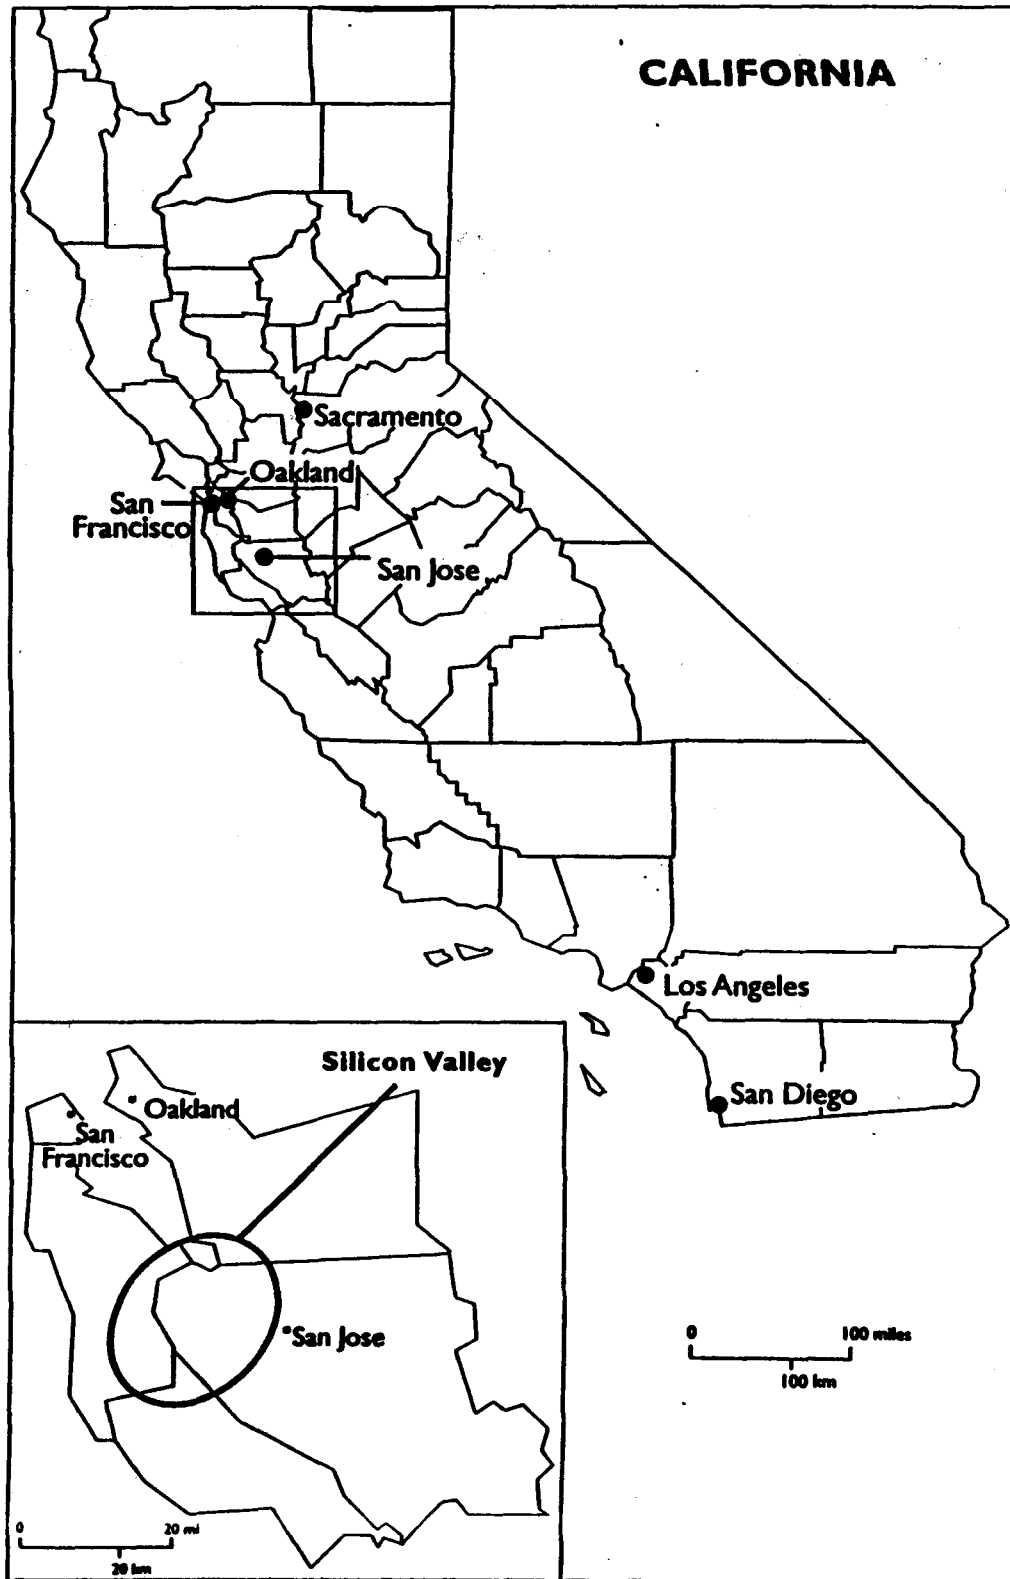 CALIFORNIA
Sacramento
Oakland
San
Francisco
San Jose
Los Angeles
San Diego
Silicon Valley
Oakland
San
Francisco
San Jose
0 100 miles
100 km
0 20 mi
20 km